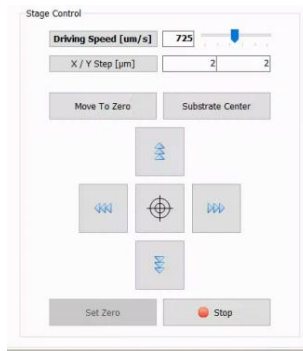 Stage Control
Driving Speed [um/s] 725
X / Y Step [µm] 2 2
Move To Zero Substrate Center
Set Zero Stop